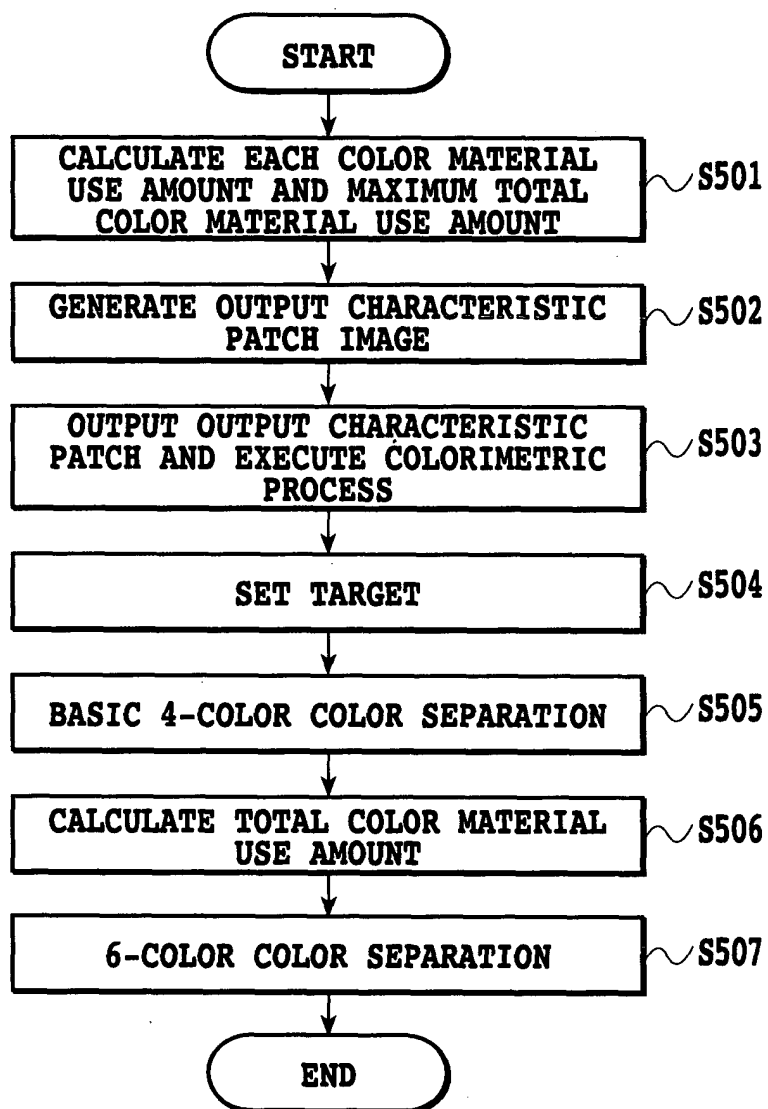 START
CALCULATE EACH COLOR MATERIAL
USE AMOUNT AND MAXIMUM TOTAL
COLOR MATERIAL USE AMOUNT
S501
GENERATE OUTPUT CHARACTERISTIC
PATCH IMAGE
S502
OUTPUT OUTPUT CHARACTERISTIC
PATCH AND EXECUTE COLORIMETRIC
PROCESS
S503
SET TARGET
S504
BASIC 4-COLOR COLOR SEPARATION
S505
CALCULATE TOTAL COLOR MATERIAL
USE AMOUNT
S506
6-COLOR COLOR SEPARATION
S507
END